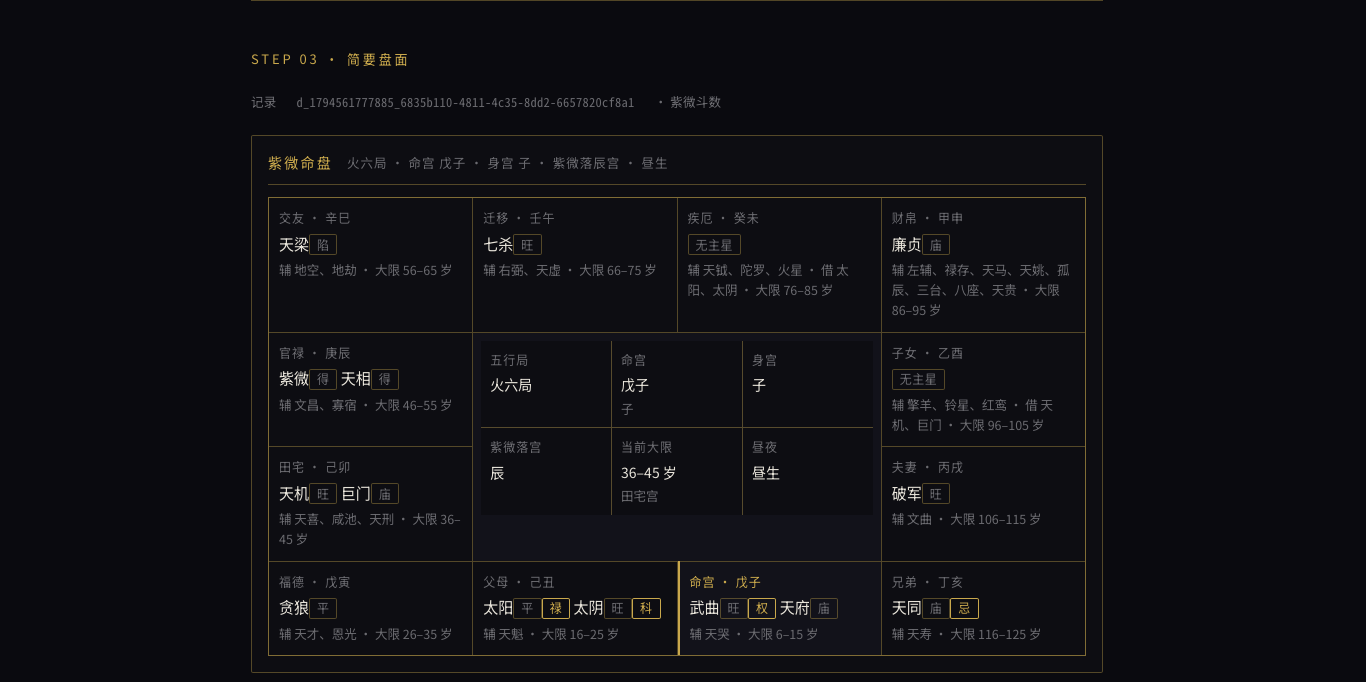 STEP 03 · 简要盘面
记录 d_1794561777885_6835b110-4811-4c35-8dd2-6657820cf8a1 · 紫微斗数
紫微命盘 火六局 · 命宫 戊子 · 身宫 子 · 紫微落辰宫 · 昼生
交友 · 辛巳
天梁 陷
辅 地空、地劫 · 大限 56–65 岁
迁移 · 壬午
七杀 旺
辅 右弼、天虚 · 大限 66–75 岁
疾厄 · 癸未
无主星
辅 天钺、陀罗、火星 · 借 太
阳、太阴 · 大限 76–85 岁
财帛 · 甲申
廉贞 庙
辅 左辅、禄存、天马、天姚、孤
辰、三台、八座、天贵 · 大限
86–95 岁
官禄 · 庚辰
紫微 得 天相 得
辅 文昌、寡宿 · 大限 46–55 岁
五行局
火六局
命宫
戊子
子
身宫
子
紫微落宫
辰
当前大限
36–45 岁
田宅宫
昼夜
昼生
子女 · 乙酉
无主星
辅 擎羊、铃星、红鸾 · 借 天
机、巨门 · 大限 96–105 岁
田宅 · 己卯
天机 旺 巨门 庙
辅 天喜、咸池、天刑 · 大限 36–
45 岁
夫妻 · 丙戌
破军 旺
辅 文曲 · 大限 106–115 岁
福德 · 戊寅
贪狼 平
辅 天才、恩光 · 大限 26–35 岁
父母 · 己丑
太阳 平 禄 太阴 旺 科
辅 天魁 · 大限 16–25 岁
命宫 · 戊子
武曲 旺 权 天府 庙
辅 天哭 · 大限 6–15 岁
兄弟 · 丁亥
天同 庙 忌
辅 天寿 · 大限 116–125 岁